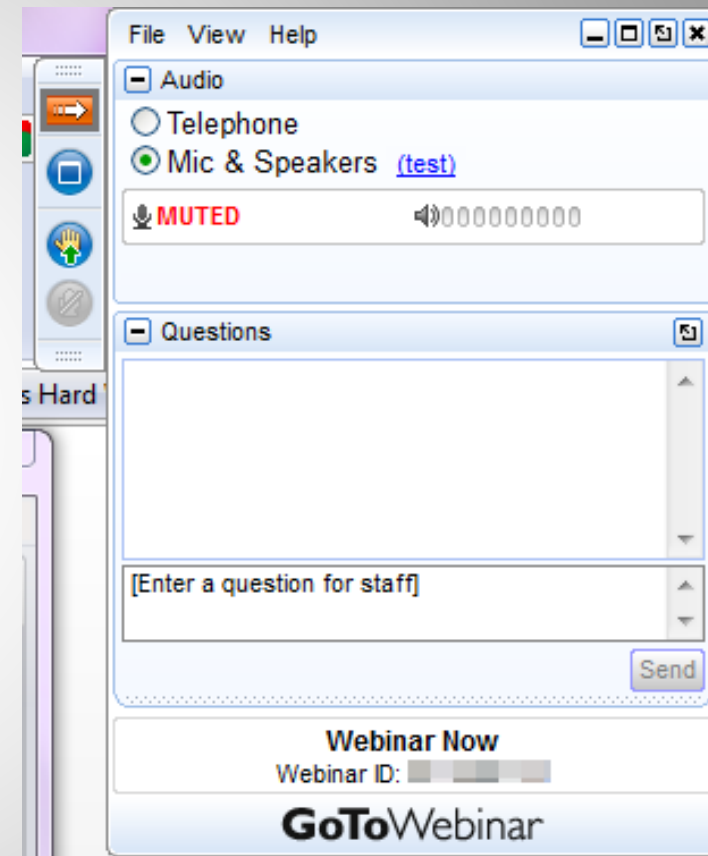 File View Help
Audio
Telephone
Mic & Speakers (test)
MUTED
Questions
s Hard
[Enter a question for staff]
Send
Webinar Now
Webinar ID:
GoToWebinar